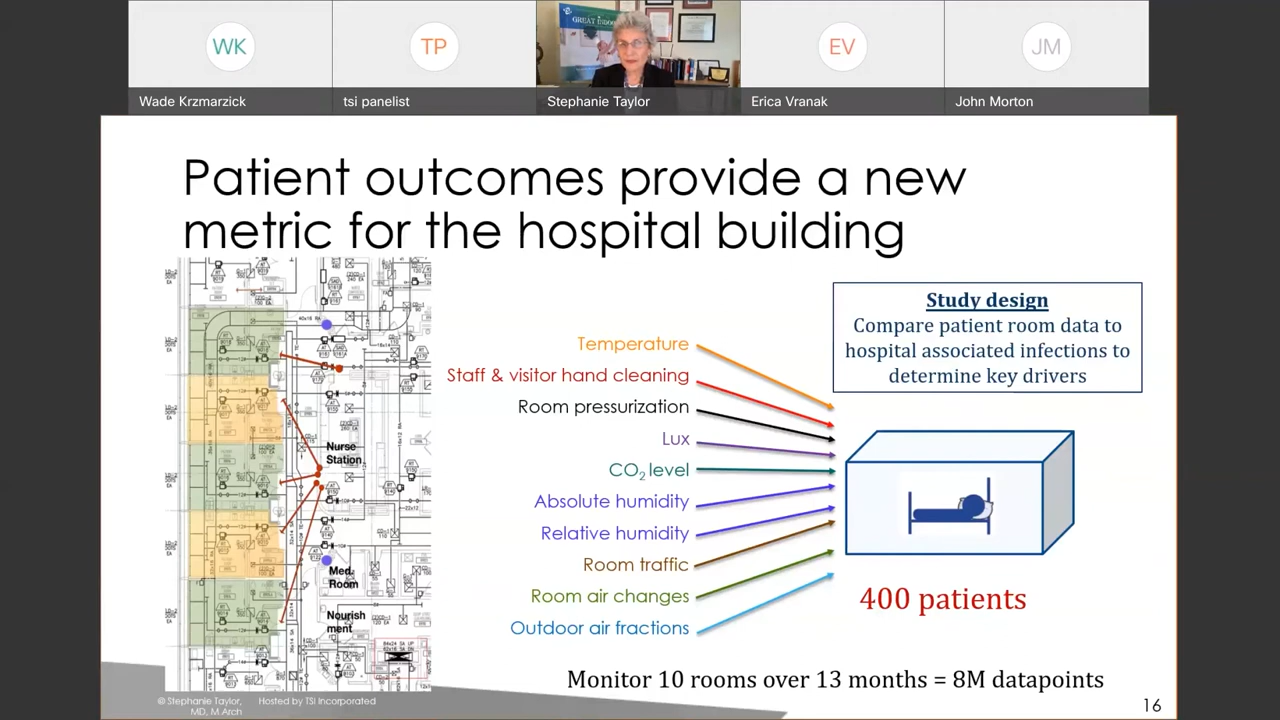 WK
TP
EV
JM
GREAT INDO
Wade Krzmarzick
tsi panelist
Stephanie Taylor
Erica Vranak
John Morton
Patient outcomes provide a new
metric for the hospital building
Nurse
Station
Med.
Room
Nourish
ment
Temperature
Staff & visitor hand cleaning
Room pressurization
Lux
CO₂ level
Absolute humidity
Relative humidity
Room traffic
Room air changes
Outdoor air fractions
Study design
Compare patient room data to
hospital associated infections to
determine key drivers
400 patients
Monitor 10 rooms over 13 months = 8M datapoints
© Stephanie Taylor,
MD, M Arch
Hosted by TSI Incorporated
16